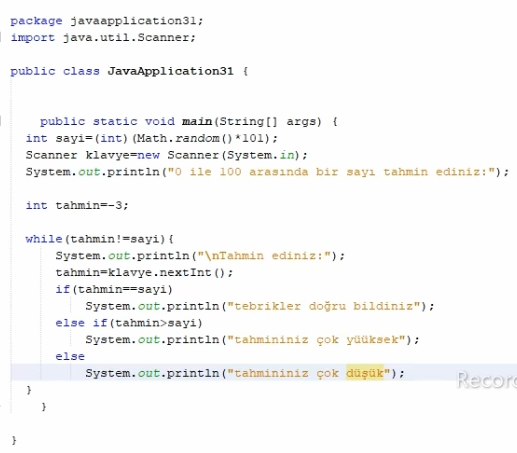 package javaapplication31;
import java.util.Scanner;
public class JavaApplication31 {
public static void main(String[] args) {
int sayi=(int)(Math.random()*101);
Scanner klavye=new Scanner(System.in);
System.out.println("0 ile 100 arasında bir sayı tahmin ediniz:");
int tahmin=-3;
while(tahmin!=sayi){
System.out.println("\nTahmin ediniz:");
tahmin=klavye.nextInt();
if(tahmin==sayi)
System.out.println("tebrikler doğru bildiniz");
else if(tahmin>sayi)
System.out.println("tahmininiz çok yüüksek");
else
System.out.println("tahmininiz çok düşük");
Recor
}
}
}